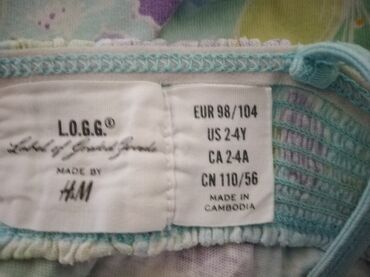 L.O.G.G.®
Label of Graded Goods
MADE BY
H&M
EUR 98/104
US 2-4Y
CA 2-4A
CN 110/56
MADE IN
CAMBODIA